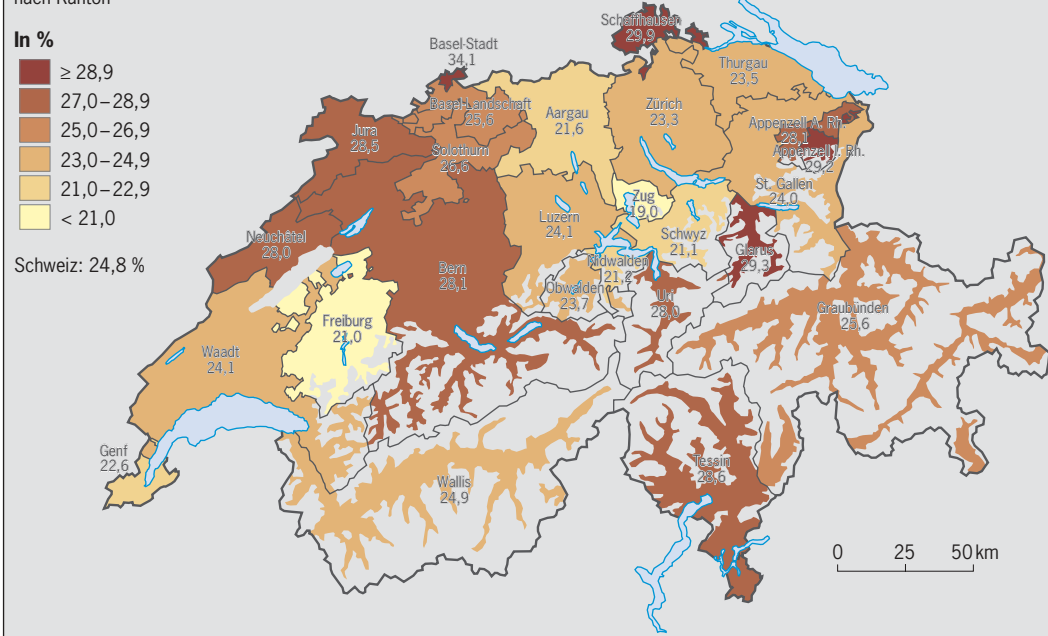 nach Kanton
In %
≥ 28,9
27,0–28,9
25,0–26,9
23,0–24,9
21,0–22,9
< 21,0
Schweiz: 24,8 %
Schaffhausen
29,9
Basel-Stadt
34,1
Thurgau
23,5
Basel-Landschaft
25,6
Aargau
21,6
Zürich
23,3
Appenzell A. Rh.
28,1
Jura
28,5
Solothurn
26,6
Appenzell I. Rh.
29,2
St. Gallen
24,0
Zug
19,0
Luzern
24,1
Schwyz
21,1
Neuchâtel
28,0
Glarus
29,3
Nidwalden
21,2
Bern
28,1
Obwalden
23,7
Uri
28,0
Graubünden
25,6
Freiburg
21,0
Waadt
24,1
Genf
22,6
Tessin
28,6
Wallis
24,9
0 25 50 km